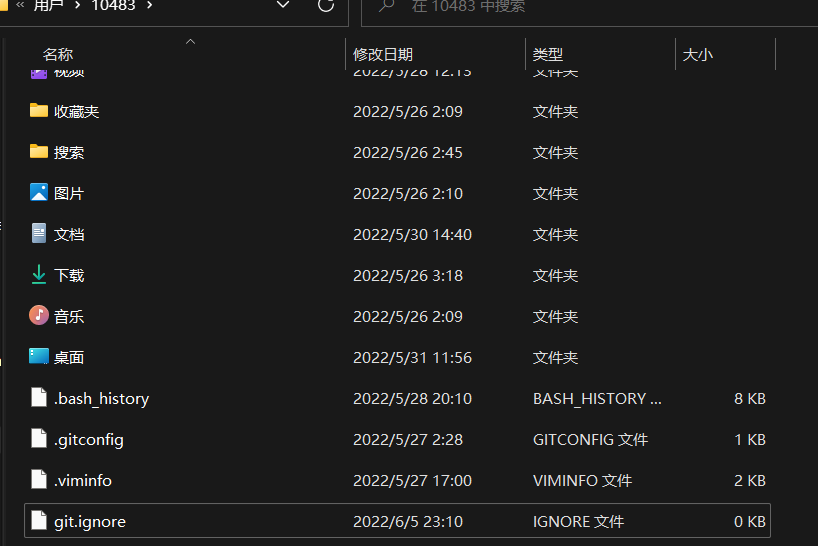 « 用户 › 10483 ›
在 10483 中搜索
名称 修改日期 类型 大小
视频 2022/5/28 12:13 文件夹
收藏夹 2022/5/26 2:09 文件夹
搜索 2022/5/26 2:45 文件夹
图片 2022/5/26 2:10 文件夹
文档 2022/5/30 14:40 文件夹
下载 2022/5/26 3:18 文件夹
音乐 2022/5/26 2:09 文件夹
桌面 2022/5/31 11:56 文件夹
.bash_history 2022/5/28 20:10 BASH_HISTORY ... 8 KB
.gitconfig 2022/5/27 2:28 GITCONFIG 文件 1 KB
.viminfo 2022/5/27 17:00 VIMINFO 文件 2 KB
git.ignore 2022/6/5 23:10 IGNORE 文件 0 KB